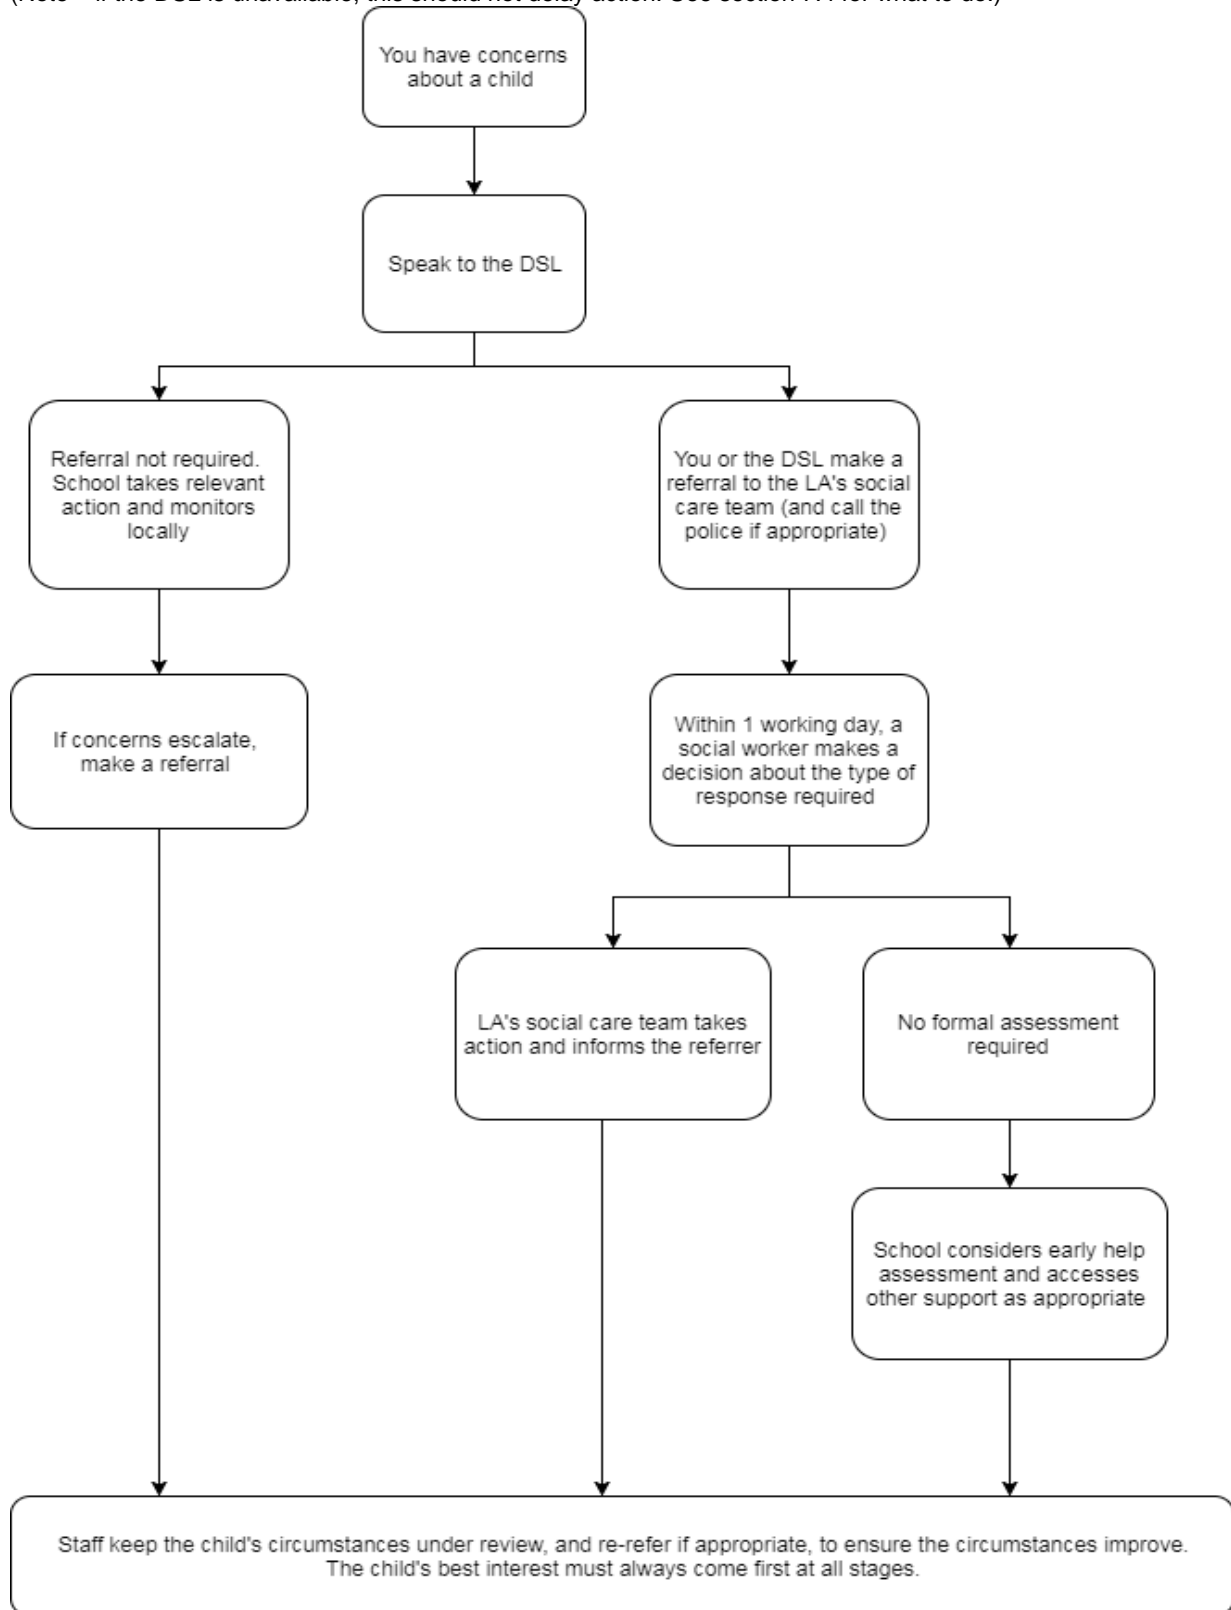 You have concerns
about a child
Speak to the DSL
Referral not required.
School takes relevant
action and monitors
locally
You or the DSL make a
referral to the LA's social
care team (and call the
police if appropriate)
If concerns escalate,
make a referral
Within 1 working day, a
social worker makes a
decision about the type of
response required
LA's social care team takes
action and informs the referrer
No formal assessment
required
School considers early help
assessment and accesses
other support as appropriate
Staff keep the child's circumstances under review, and re-refer if appropriate, to ensure the circumstances improve.
The child's best interest must always come first at all stages.